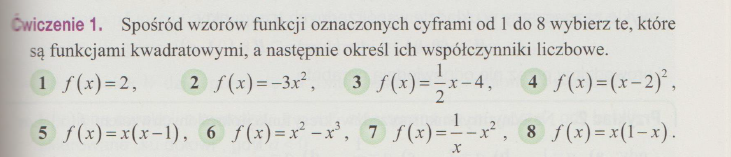 Ćwiczenie 1. Spośród wzorów funkcji oznaczonych cyframi od 1 do 8 wybierz te, które
są funkcjami kwadratowymi, a następnie określ ich współczynniki liczbowe.
1 f(x)=2, 2 f(x)=−3x², 3 f(x)=1/2x−4, 4 f(x)=(x−2)²,
5 f(x)=x(x−1), 6 f(x)=x²−x³, 7 f(x)=1/x−x², 8 f(x)=x(1−x).